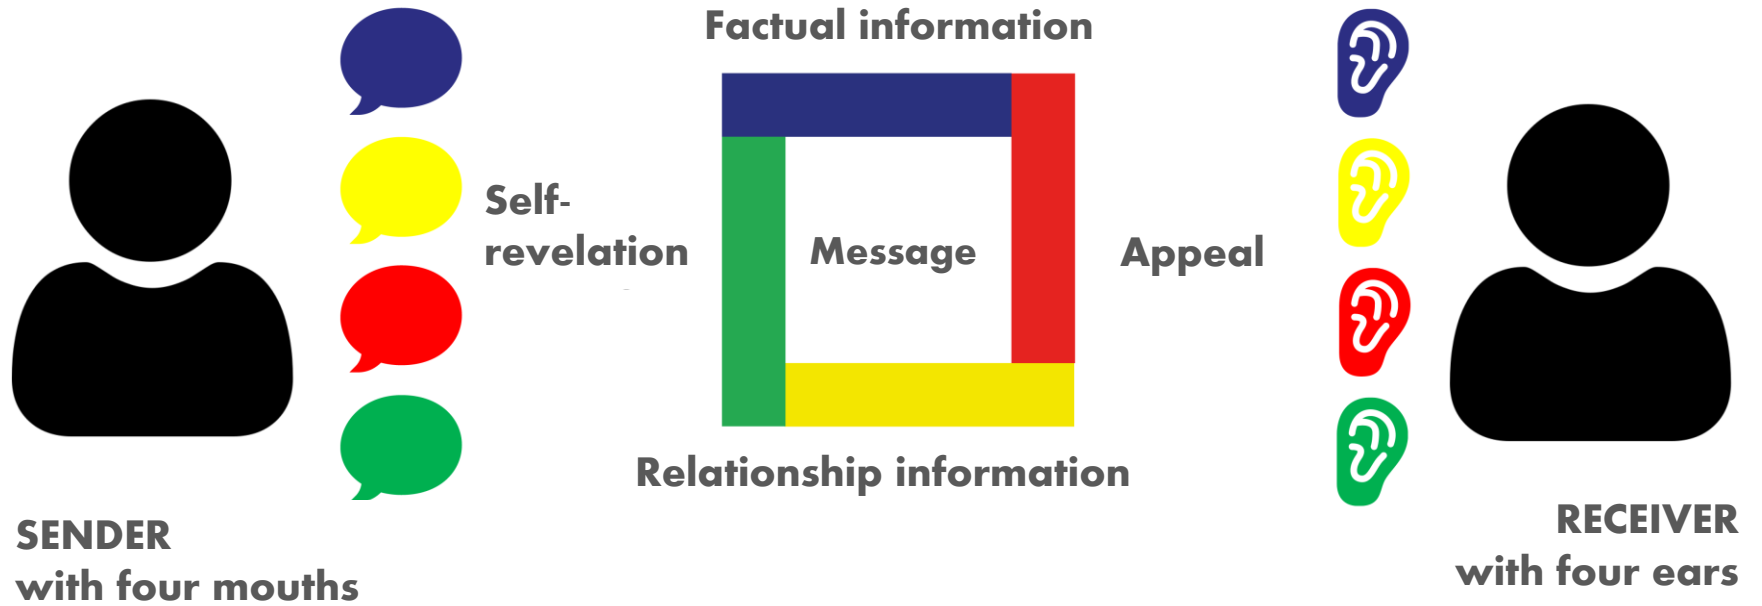 Factual information
Self-
revelation
Message
Appeal
Relationship information
SENDER
with four mouths
RECEIVER
with four ears